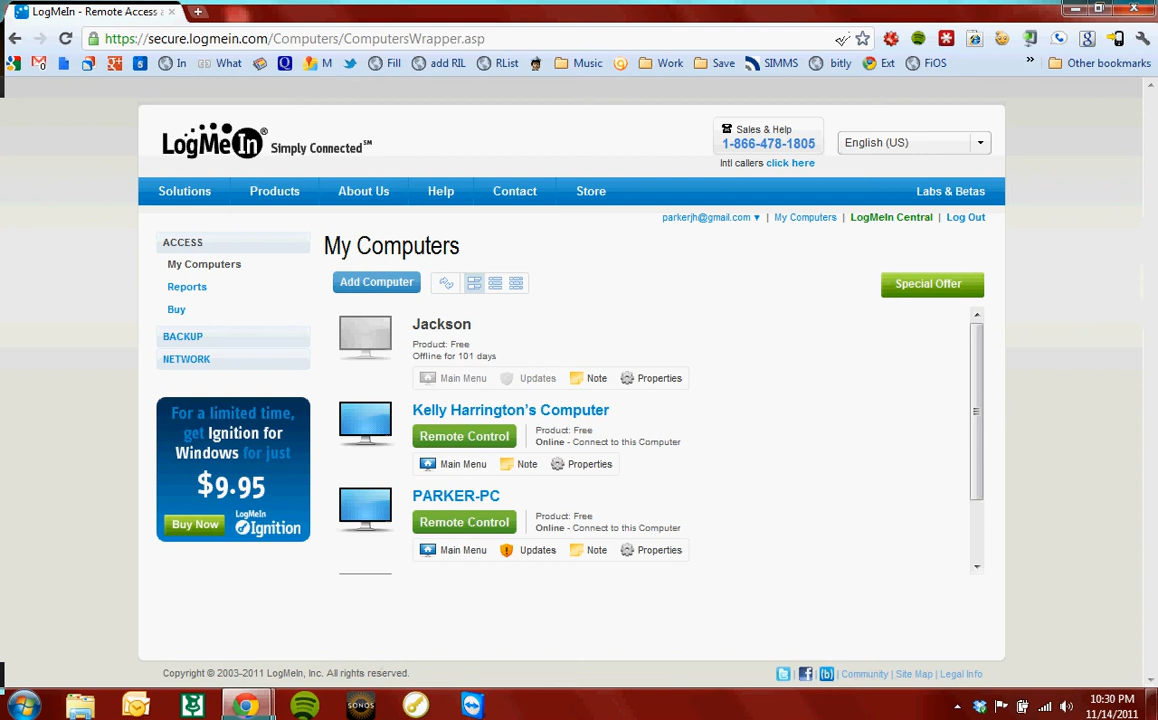 LogMeIn - Remote Access a
https://secure.logmein.com/Computers/ComputersWrapper.asp
In What Q M Fill add RIL RList Music Work Save SIMMS bitly Ext FiOS » Other bookmarks
LogMeIn® Simply Connected℠
Sales & Help
1-866-478-1805
Intl callers click here
English (US)
Solutions Products About Us Help Contact Store Labs & Betas
parkerjh@gmail.com ▼ | My Computers | LogMeIn Central | Log Out
ACCESS
My Computers
Reports
Buy
BACKUP
NETWORK
For a limited time,
get Ignition for
Windows for just
$9.95
Buy Now
LogMeIn
Ignition
My Computers
Add Computer
Special Offer
Jackson
Product: Free
Offline for 101 days
Main Menu Updates Note Properties
Kelly Harrington's Computer
Remote Control
Product: Free
Online - Connect to this Computer
Main Menu Note Properties
PARKER-PC
Remote Control
Product: Free
Online - Connect to this Computer
Main Menu Updates Note Properties
Copyright © 2003-2011 LogMeIn, Inc. All rights reserved.
Community | Site Map | Legal Info
SONOS
10:30 PM
11/14/2011